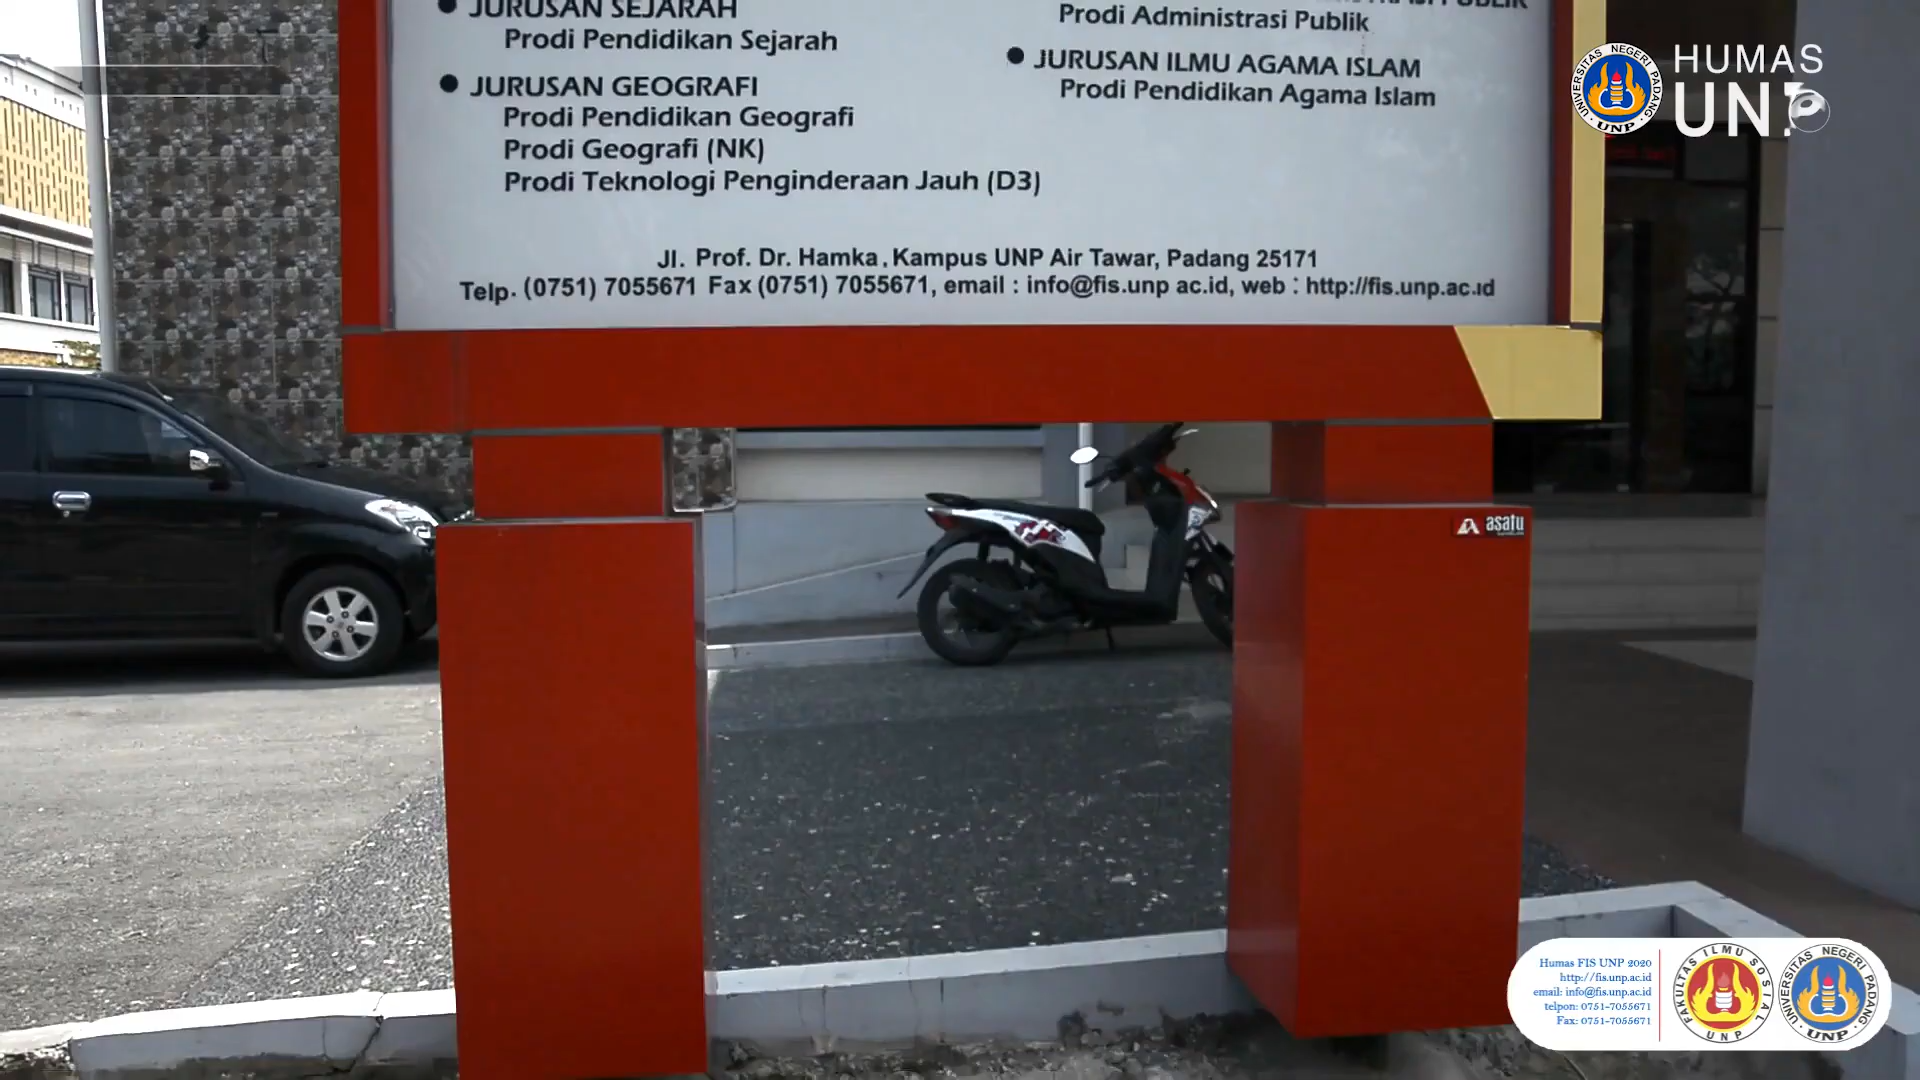 JURUSAN SEJARAH
Prodi Pendidikan Sejarah
JURUSAN GEOGRAFI
Prodi Pendidikan Geografi
Prodi Geografi (NK)
Prodi Teknologi Penginderaan Jauh (D3)
PUBLIK
Prodi Administrasi Publik
JURUSAN ILMU AGAMA ISLAM
Prodi Pendidikan Agama Islam
Jl. Prof. Dr. Hamka, Kampus UNP Air Tawar, Padang 25171
Telp. (0751) 7055671 Fax (0751) 7055671, email : info@fis.unp ac.id, web : http://fis.unp.ac.id
UNIVERSITAS NEGERI PADANG
UNP
HUMAS
UNP
asatu
Humas FIS UNP 2020
http://fis.unp.ac.id
email: info@fis.unp.ac.id
telpon: 0751-7055671
Fax: 0751-7055671
FAKULTAS ILMU SOSIAL
UNP
UNIVERSITAS NEGERI PADANG
UNP